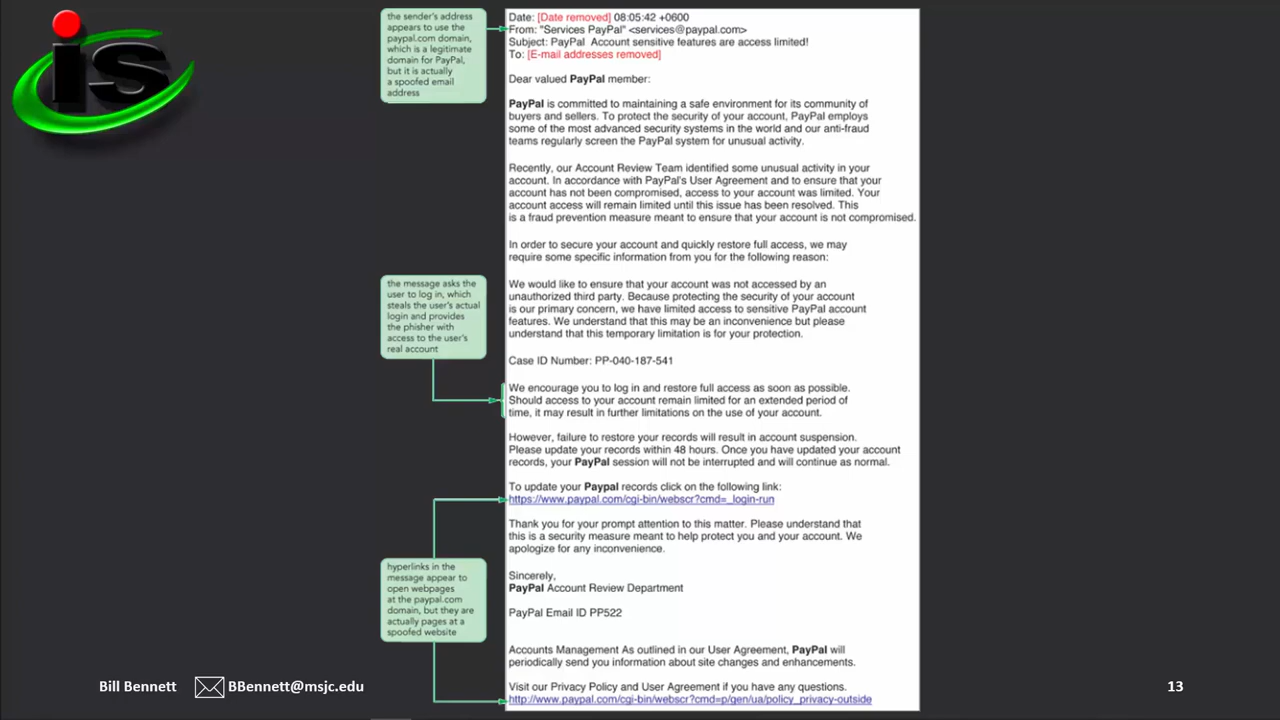 is
the sender's address
appears to use the
paypal.com domain,
which is a legitimate
domain for PayPal,
but it is actually
a spoofed email
address
Date: [Date removed] 08:05:42 +0600
From: "Services PayPal" <services@paypal.com>
Subject: PayPal Account sensitive features are access limited!
To: [E-mail addresses removed]
Dear valued PayPal member:
PayPal is committed to maintaining a safe environment for its community of
buyers and sellers. To protect the security of your account, PayPal employs
some of the most advanced security systems in the world and our anti-fraud
teams regularly screen the PayPal system for unusual activity.
Recently, our Account Review Team identified some unusual activity in your
account. In accordance with PayPal's User Agreement and to ensure that your
account has not been compromised, access to your account was limited. Your
account access will remain limited until this issue has been resolved. This
is a fraud prevention measure meant to ensure that your account is not compromised.
In order to secure your account and quickly restore full access, we may
require some specific information from you for the following reason:
the message asks the
user to log in, which
steals the user's actual
login and provides
the phisher with
access to the user's
real account
We would like to ensure that your account was not accessed by an
unauthorized third party. Because protecting the security of your account
is our primary concern, we have limited access to sensitive PayPal account
features. We understand that this may be an inconvenience but please
understand that this temporary limitation is for your protection.
Case ID Number: PP-040-187-541
We encourage you to log in and restore full access as soon as possible.
Should access to your account remain limited for an extended period of
time, it may result in further limitations on the use of your account.
However, failure to restore your records will result in account suspension.
Please update your records within 48 hours. Once you have updated your account
records, your PayPal session will not be interrupted and will continue as normal.
To update your Paypal records click on the following link:
https://www.paypal.com/cgi-bin/webscr?cmd=_login-run
Thank you for your prompt attention to this matter. Please understand that
this is a security measure meant to help protect you and your account. We
apologize for any inconvenience.
hyperlinks in the
message appear to
open webpages
at the paypal.com
domain, but they are
actually pages at a
spoofed website
Sincerely,
PayPal Account Review Department
PayPal Email ID PP522
Accounts Management As outlined in our User Agreement, PayPal will
periodically send you information about site changes and enhancements.
Visit our Privacy Policy and User Agreement if you have any questions.
http://www.paypal.com/cgi-bin/webscr?cmd=p/gen/ua/policy_privacy-outside
Bill Bennett BBennett@msjc.edu
13